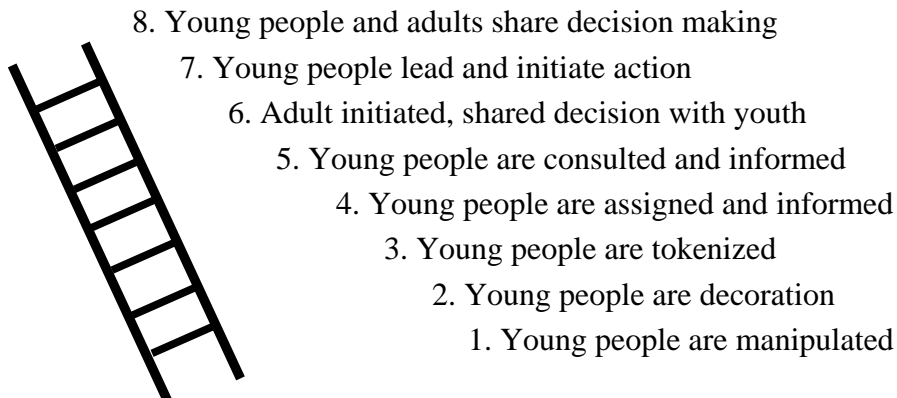 8. Young people and adults share decision making
7. Young people lead and initiate action
6. Adult initiated, shared decision with youth
5. Young people are consulted and informed
4. Young people are assigned and informed
3. Young people are tokenized
2. Young people are decoration
1. Young people are manipulated